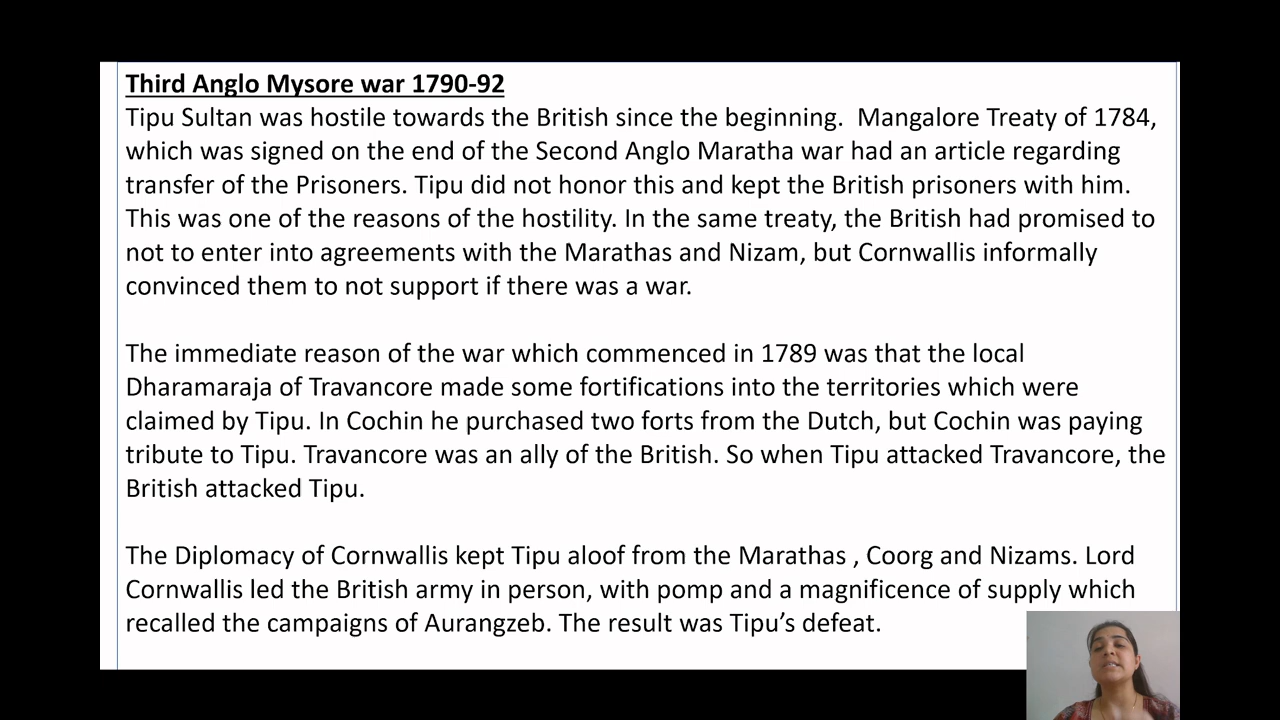 Third Anglo Mysore war 1790-92
Tipu Sultan was hostile towards the British since the beginning.  Mangalore Treaty of 1784,
which was signed on the end of the Second Anglo Maratha war had an article regarding
transfer of the Prisoners. Tipu did not honor this and kept the British prisoners with him.
This was one of the reasons of the hostility. In the same treaty, the British had promised to
not to enter into agreements with the Marathas and Nizam, but Cornwallis informally
convinced them to not support if there was a war.
The immediate reason of the war which commenced in 1789 was that the local
Dharamaraja of Travancore made some fortifications into the territories which were
claimed by Tipu. In Cochin he purchased two forts from the Dutch, but Cochin was paying
tribute to Tipu. Travancore was an ally of the British. So when Tipu attacked Travancore, the
British attacked Tipu.
The Diplomacy of Cornwallis kept Tipu aloof from the Marathas , Coorg and Nizams. Lord
Cornwallis led the British army in person, with pomp and a magnificence of supply which
recalled the campaigns of Aurangzeb. The result was Tipu’s defeat.